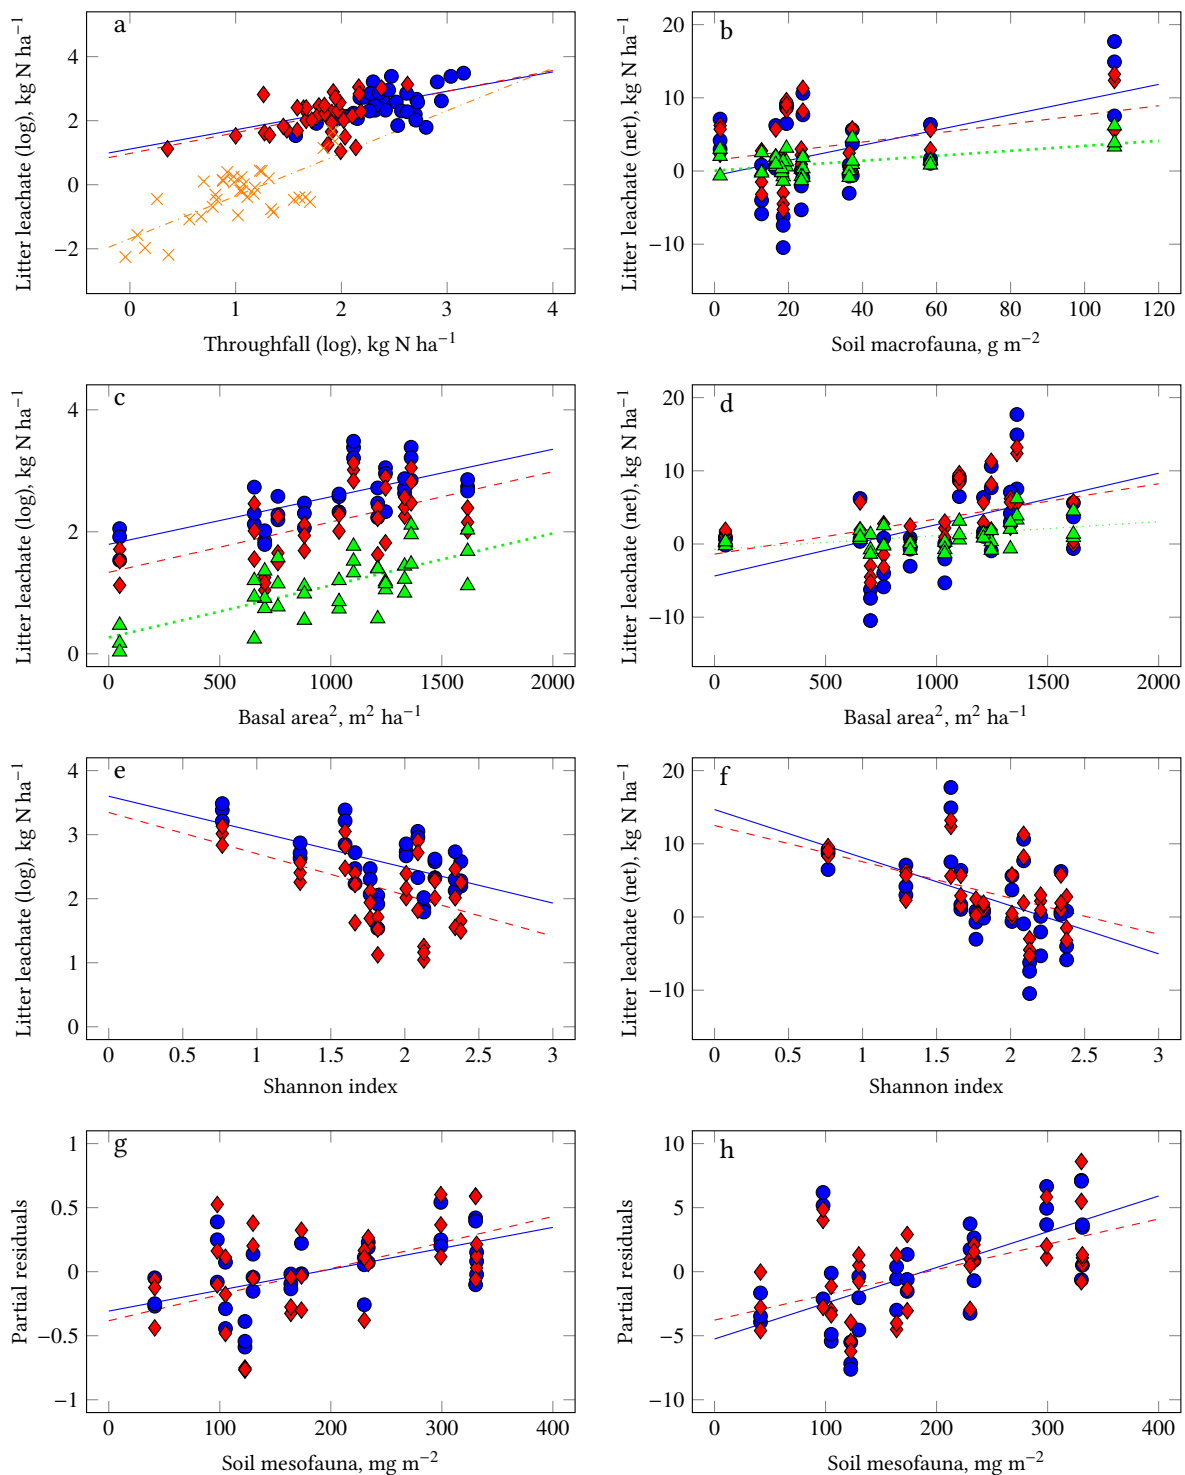 a
Litter leachate (log), kg N ha⁻¹
4
2
0
−2
0 1 2 3 4
Throughfall (log), kg N ha⁻¹
b
Litter leachate (net), kg N ha⁻¹
20
10
0
−10
0 20 40 60 80 100 120
Soil macrofauna, g m⁻²
c
Litter leachate (log), kg N ha⁻¹
4
2
0
0 500 1000 1500 2000
Basal area², m² ha⁻¹
d
Litter leachate (net), kg N ha⁻¹
20
10
0
−10
0 500 1000 1500 2000
Basal area², m² ha⁻¹
e
Litter leachate (log), kg N ha⁻¹
4
3
2
1
0
0 0.5 1 1.5 2 2.5 3
Shannon index
f
Litter leachate (net), kg N ha⁻¹
20
10
0
−10
0 0.5 1 1.5 2 2.5 3
Shannon index
g
Partial residuals
1
0.5
0
−0.5
−1
0 100 200 300 400
Soil mesofauna, mg m⁻²
h
Partial residuals
10
5
0
−5
−10
0 100 200 300 400
Soil mesofauna, mg m⁻²